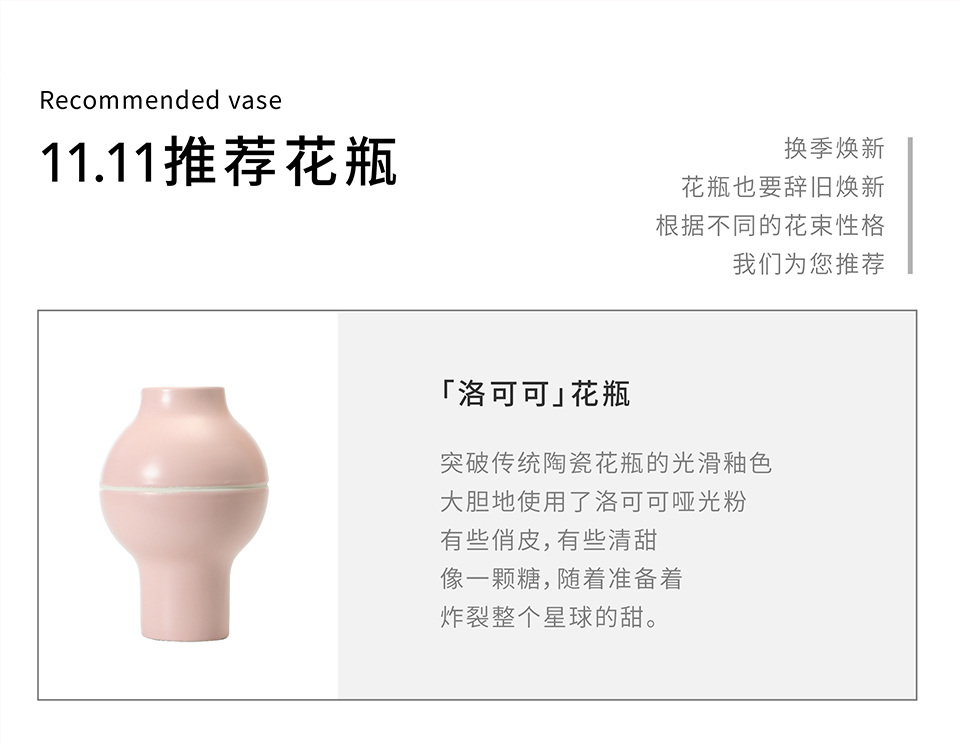 Recommended vase
11.11推荐花瓶
换季焕新
花瓶也要辞旧焕新
根据不同的花束性格
我们为您推荐
「洛可可」花瓶
突破传统陶瓷花瓶的光滑釉色
大胆地使用了洛可可哑光粉
有些俏皮，有些清甜
像一颗糖，随着准备着
炸裂整个星球的甜。